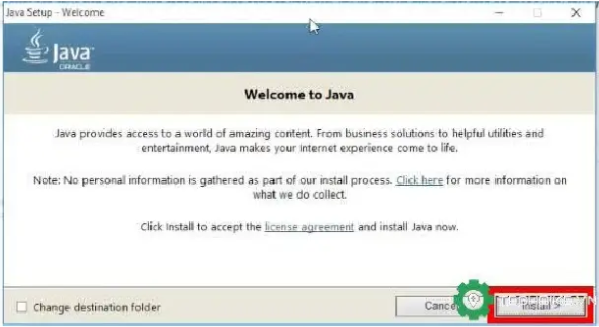 Java Setup - Welcome
Java
ORACLE
Welcome to Java
Java provides access to a world of amazing content. From business solutions to helpful utilities and
entertainment, Java makes your Internet experience come to life.
Note: No personal information is gathered as part of our install process. Click here for more information on
what we do collect.
Click Install to accept the license agreement and install Java now.
Change destination folder
Install >